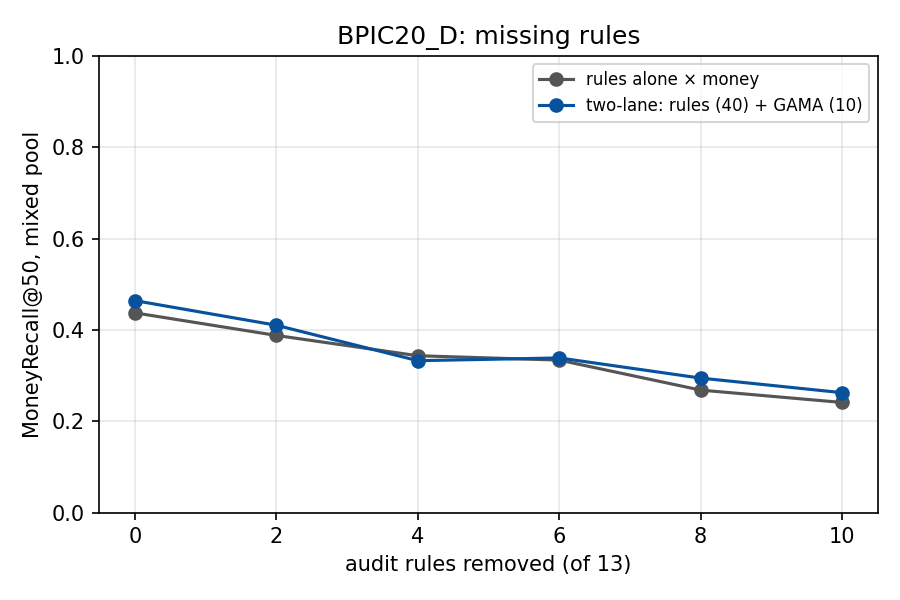 BPIC20_D: missing rules
rules alone × money
two-lane: rules (40) + GAMA (10)
MoneyRecall@50, mixed pool
1.0
0.8
0.6
0.4
0.2
0.0
0 2 4 6 8 10
audit rules removed (of 13)